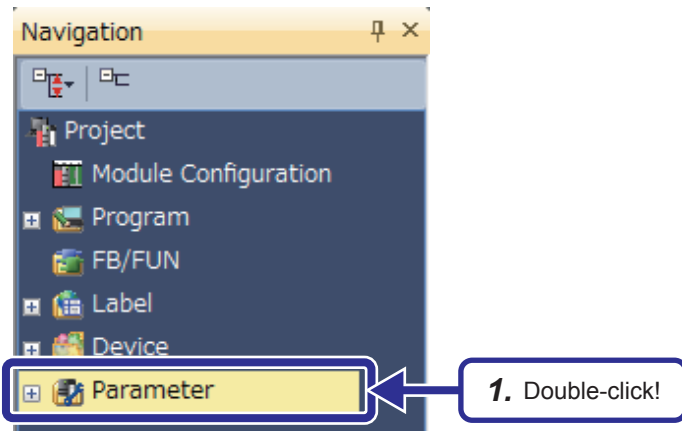 Navigation
Project
Module Configuration
Program
FB/FUN
Label
Device
Parameter
1. Double-click!